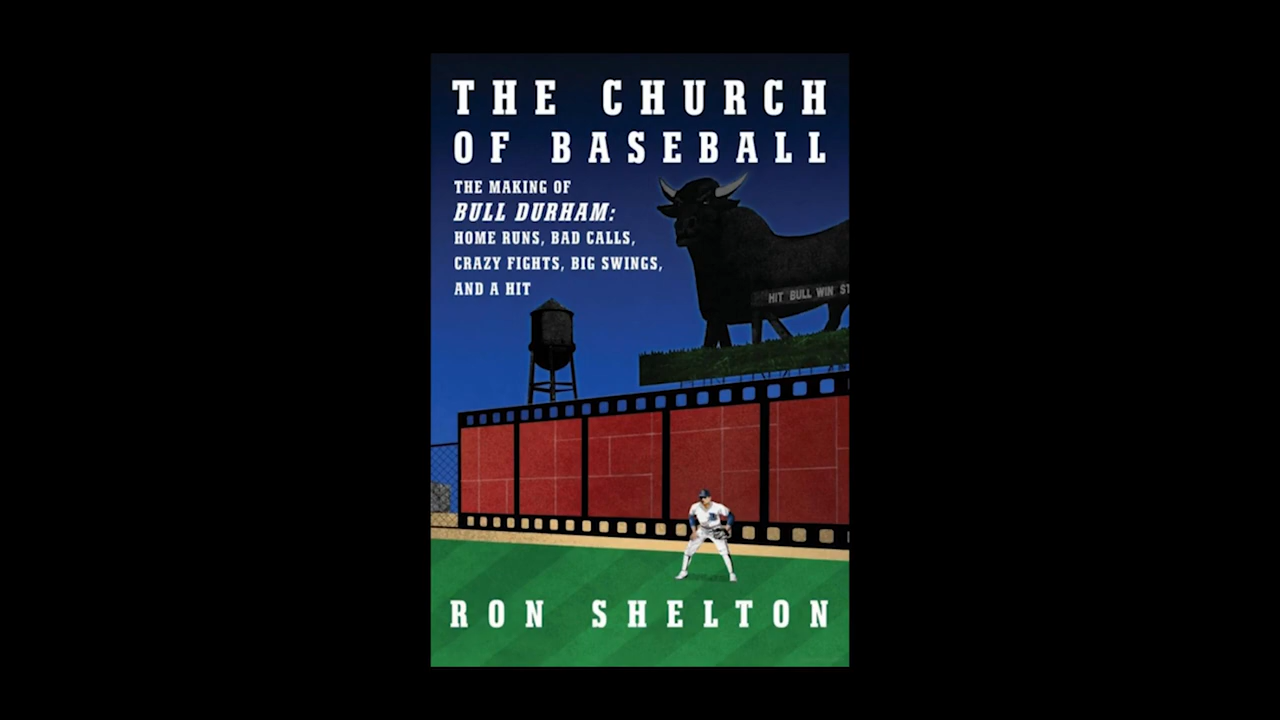 THE CHURCH
OF BASEBALL
THE MAKING OF
BULL DURHAM:
HOME RUNS, BAD CALLS,
CRAZY FIGHTS, BIG SWINGS,
AND A HIT
HIT BULL WIN ST
RON SHELTON